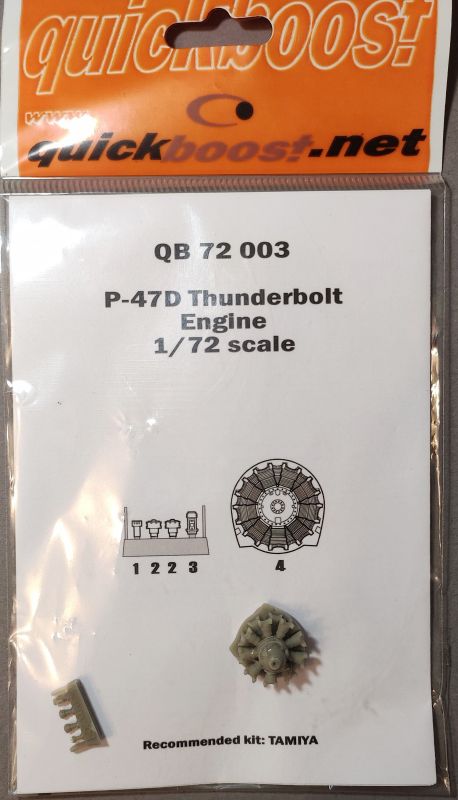 quickboost
www.
quickboost.net
QB 72 003
P-47D Thunderbolt
Engine
1/72 scale
1 2 2 3
4
Recommended kit: TAMIYA